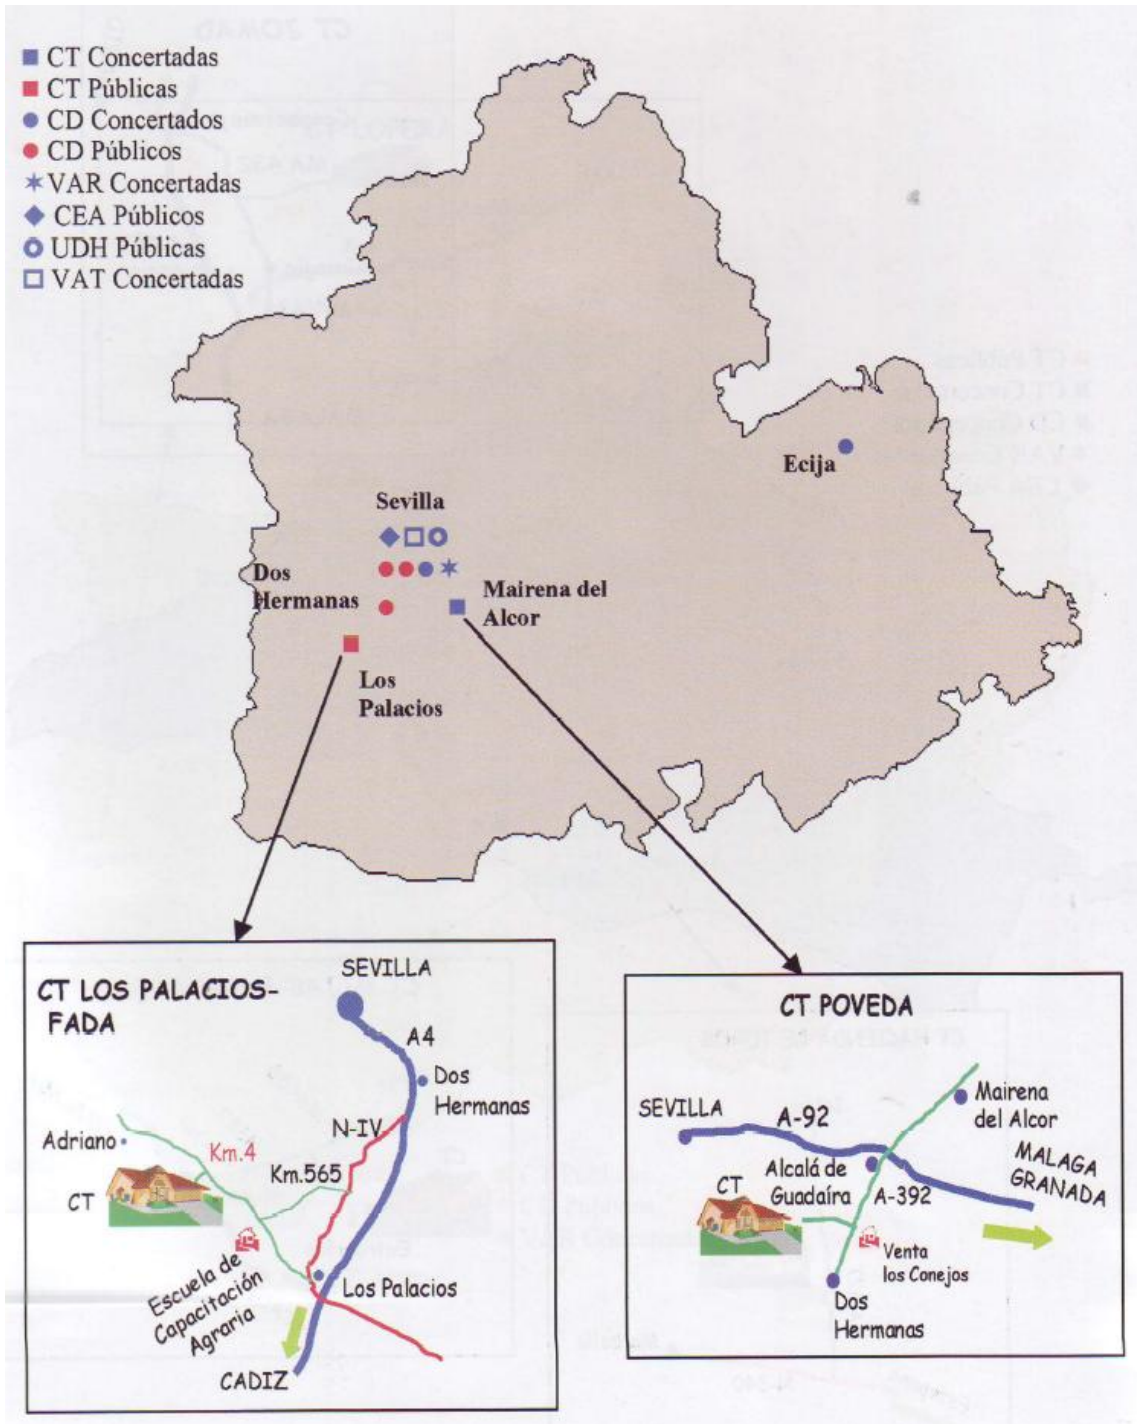 CT Concertadas
CT Públicas
CD Concertados
CD Públicos
VAR Concertadas
CEA Públicos
UDH Públicas
VAT Concertadas
Ecija
Sevilla
Dos
Hermanas
Mairena del
Alcor
Los
Palacios
CT LOS PALACIOS-
FADA
SEVILLA
A4
Dos
Hermanas
N-IV
Adriano
Km.4
Km.565
CT
Escuela de
Capacitación
Agraria
Los Palacios
CADIZ
CT POVEDA
Mairena
del Alcor
SEVILLA
A-92
MALAGA
GRANADA
Alcalá de
Guadaíra
A-392
CT
Venta
los Conejos
Dos
Hermanas